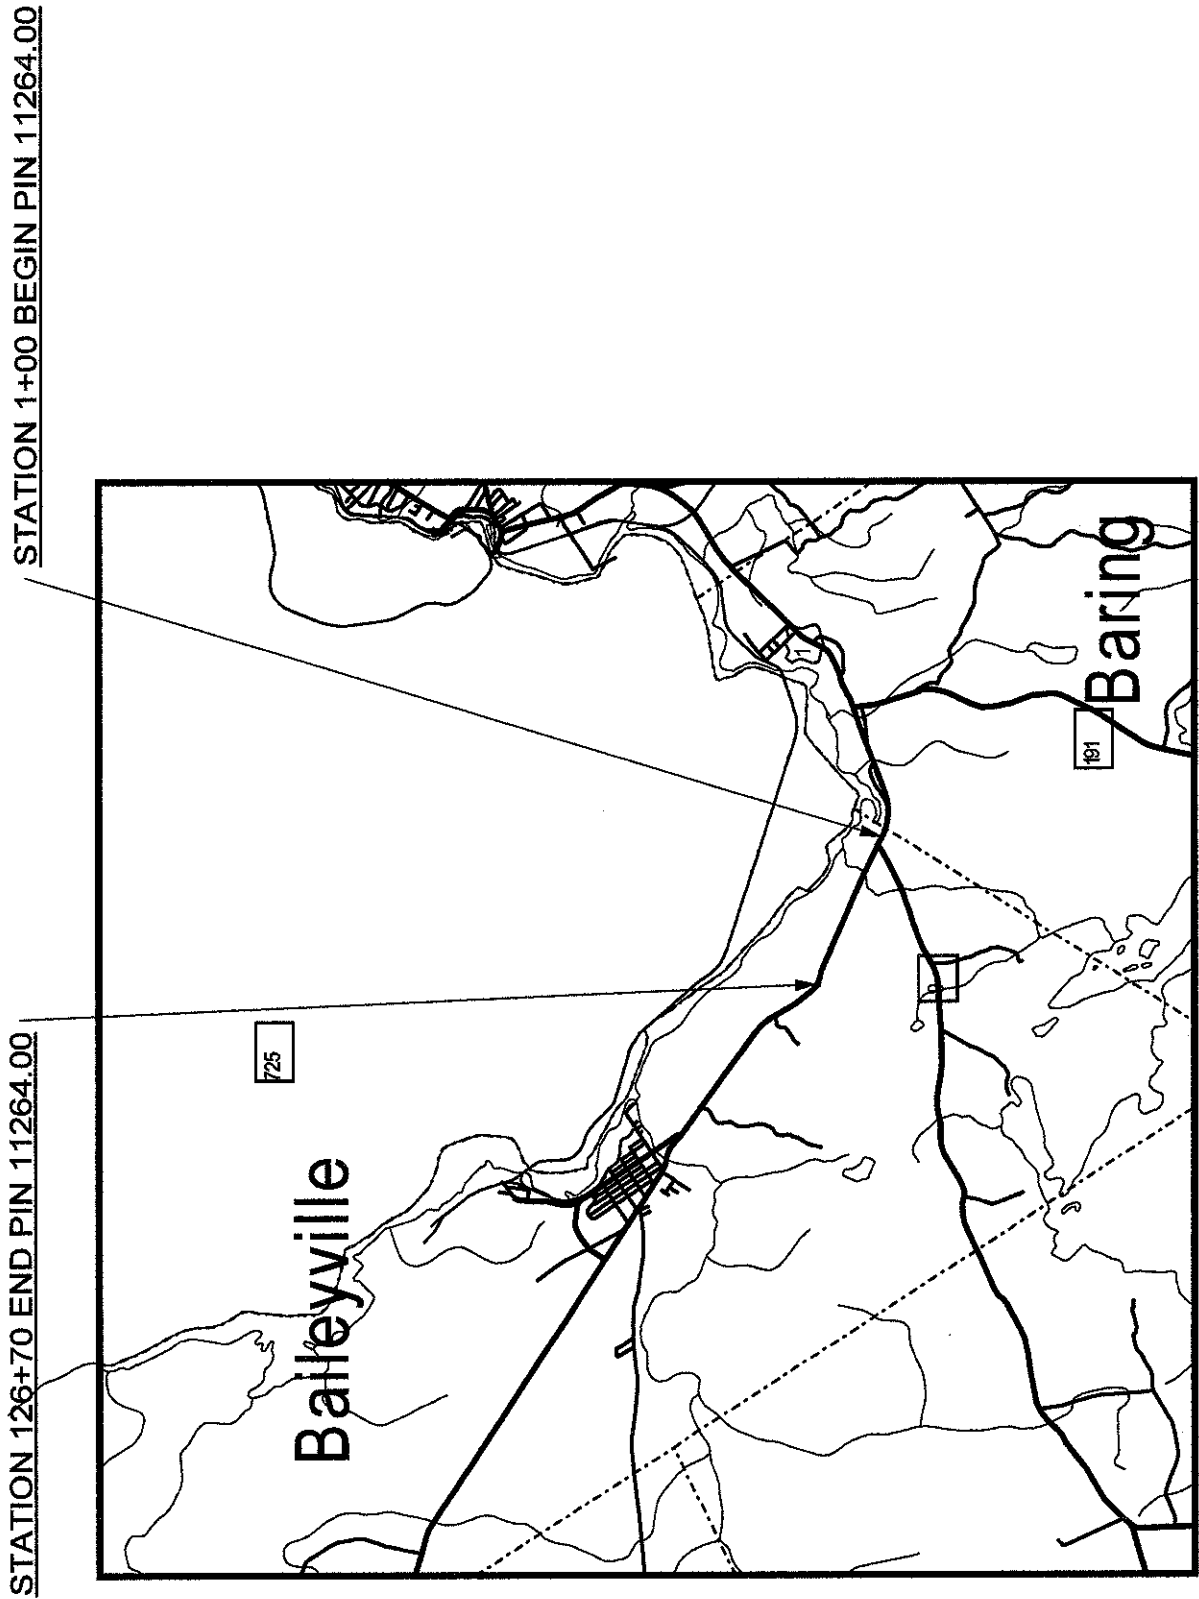 STATION 126+70 END PIN 11264.00
STATION 1+00 BEGIN PIN 11264.00
725
Baileyville
1
191
Baring